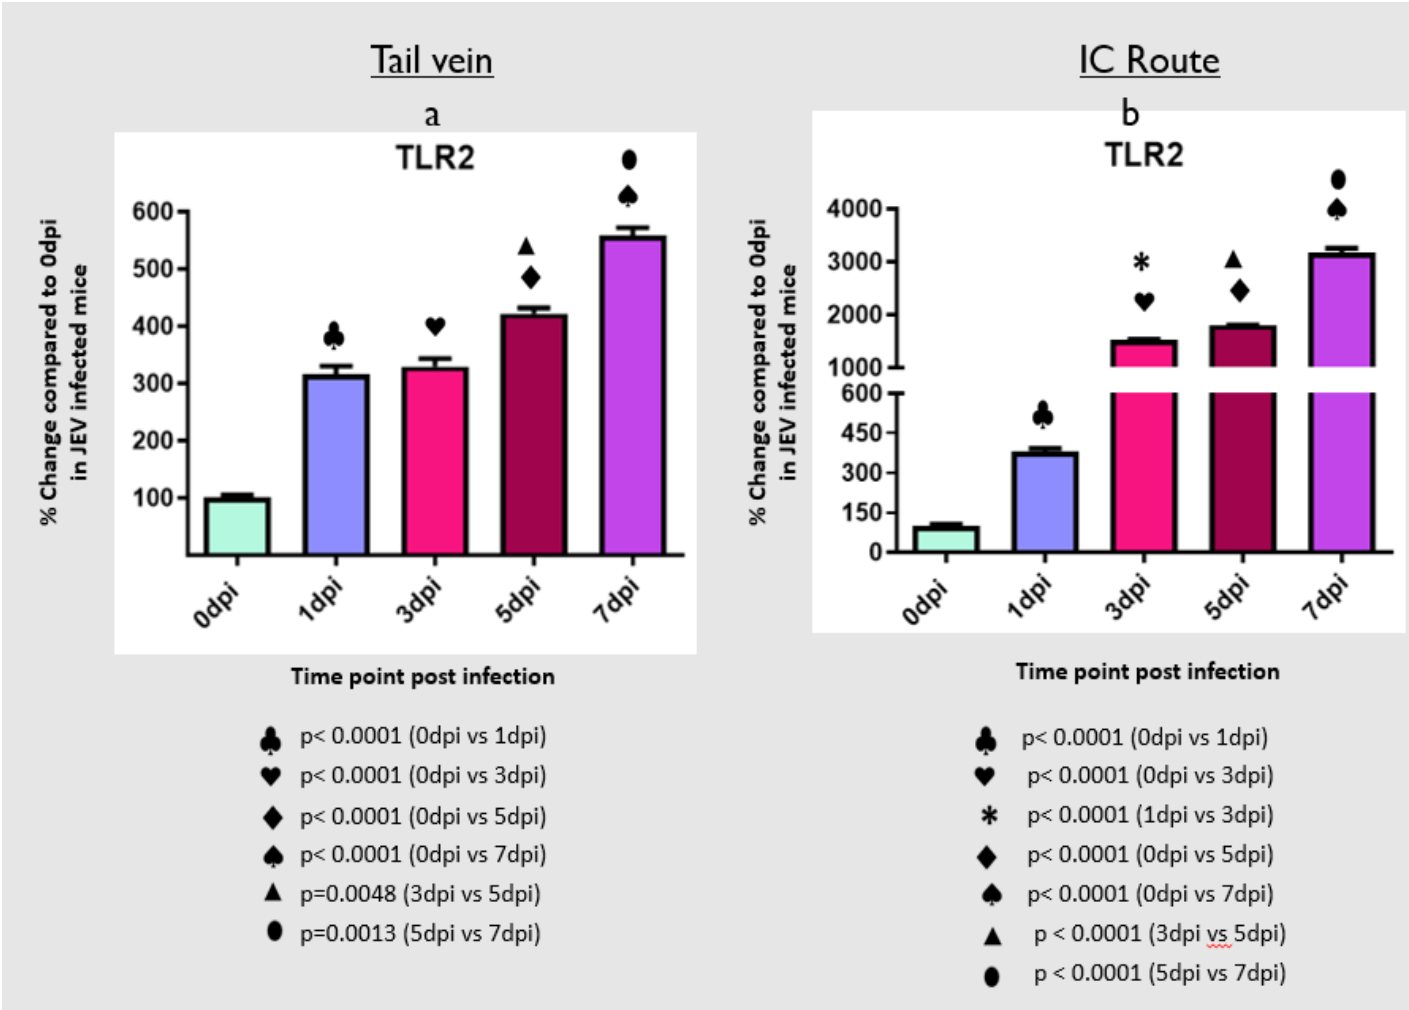 Tail vein
a
TLR2
% Change compared to 0dpi
in JEV infected mice
600
500
400
300
200
100
0dpi
1dpi
3dpi
5dpi
7dpi
Time point post infection
♣ p< 0.0001 (0dpi vs 1dpi)
♥ p< 0.0001 (0dpi vs 3dpi)
♦ p< 0.0001 (0dpi vs 5dpi)
♠ p< 0.0001 (0dpi vs 7dpi)
▲ p=0.0048 (3dpi vs 5dpi)
● p=0.0013 (5dpi vs 7dpi)
IC Route
b
TLR2
% Change compared to 0dpi
in JEV infected mice
4000
3000
2000
1000
600
450
300
150
0
*
0dpi
1dpi
3dpi
5dpi
7dpi
Time point post infection
♣ p< 0.0001 (0dpi vs 1dpi)
♥ p< 0.0001 (0dpi vs 3dpi)
* p< 0.0001 (1dpi vs 3dpi)
♦ p< 0.0001 (0dpi vs 5dpi)
♠ p< 0.0001 (0dpi vs 7dpi)
▲ p < 0.0001 (3dpi vs 5dpi)
● p < 0.0001 (5dpi vs 7dpi)